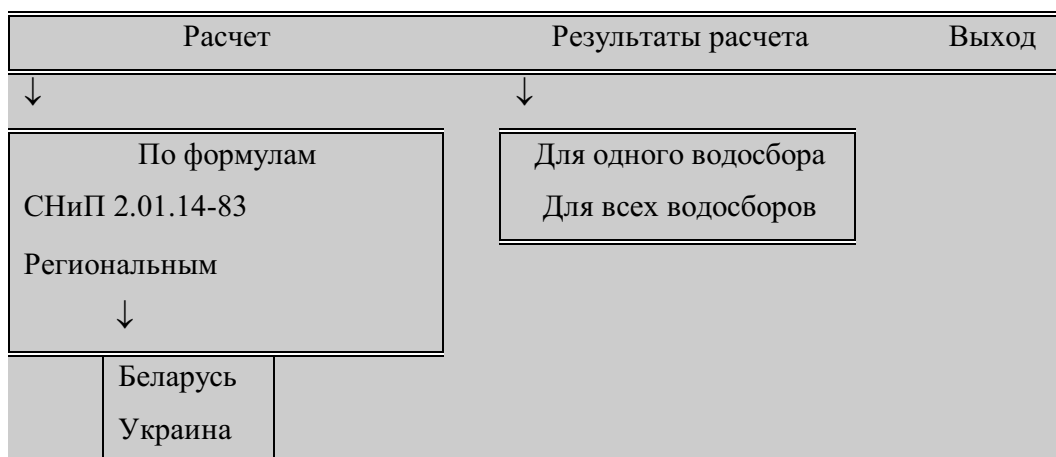 Расчет Результаты расчета Выход
↓ ↓
По формулам
СНиП 2.01.14-83
Региональным
↓
Беларусь
Украина
Для одного водосбора
Для всех водосборов